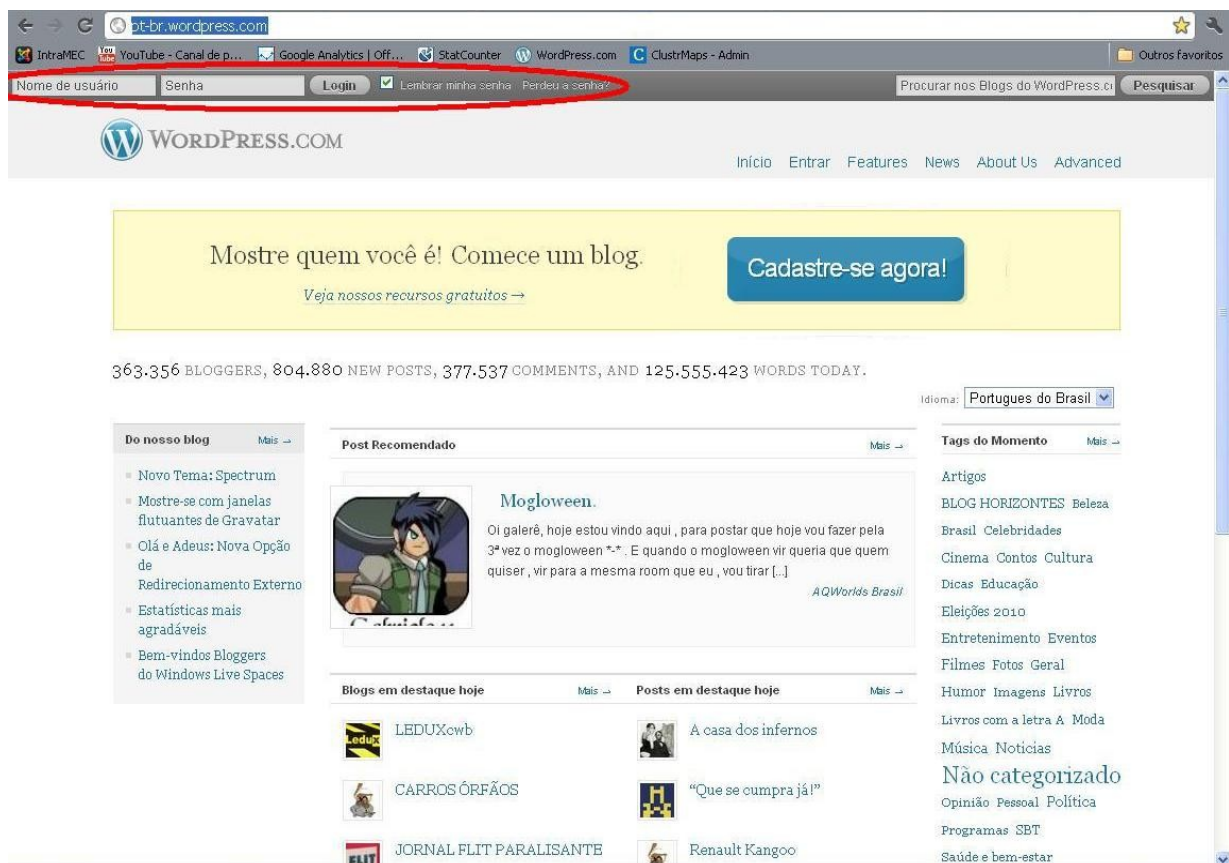 pt-br.wordpress.com
IntraMEC YouTube - Canal de p... Google Analytics | Off... StatCounter WordPress.com ClustrMaps - Admin Outros favoritos
Nome de usuário Senha Login Lembrar minha senha Perdeu a senha? Procurar nos Blogs do WordPress.c Pesquisar
WORDPRESS.COM
Início Entrar Features News About Us Advanced
Mostre quem você é! Comece um blog.
Veja nossos recursos gratuitos →
Cadastre-se agora!
363.356 BLOGGERS, 804.880 NEW POSTS, 377.537 COMMENTS, AND 125.555.423 WORDS TODAY.
Idioma: Portugues do Brasil
Do nosso blog Mais →
Novo Tema: Spectrum
Mostre-se com janelas
flutuantes de Gravatar
Olá e Adeus: Nova Opção
de
Redirecionamento Externo
Estatísticas mais
agradáveis
Bem-vindos Bloggers
do Windows Live Spaces
Post Recomendado Mais →
Mogloween.
Oi galerê, hoje estou vindo aqui , para postar que hoje vou fazer pela
3ª vez o mogloween *-* . E quando o mogloween vir queria que quem
quiser , vir para a mesma room que eu , vou tirar [...]
AQWorlds Brasil
Blogs em destaque hoje Mais →
LEDUXcwb
CARROS ÓRFÃOS
JORNAL FLIT PARALISANTE
Posts em destaque hoje Mais →
A casa dos infernos
“Que se cumpra já!”
Renault Kangoo
Tags do Momento Mais →
Artigos
BLOG HORIZONTES Beleza
Brasil Celebridades
Cinema Contos Cultura
Dicas Educação
Eleições 2010
Entretenimento Eventos
Filmes Fotos Geral
Humor Imagens Livros
Livros com a letra A Moda
Música Noticias
Não categorizado
Opinião Pessoal Política
Programas SBT
Saúde e bem-estar